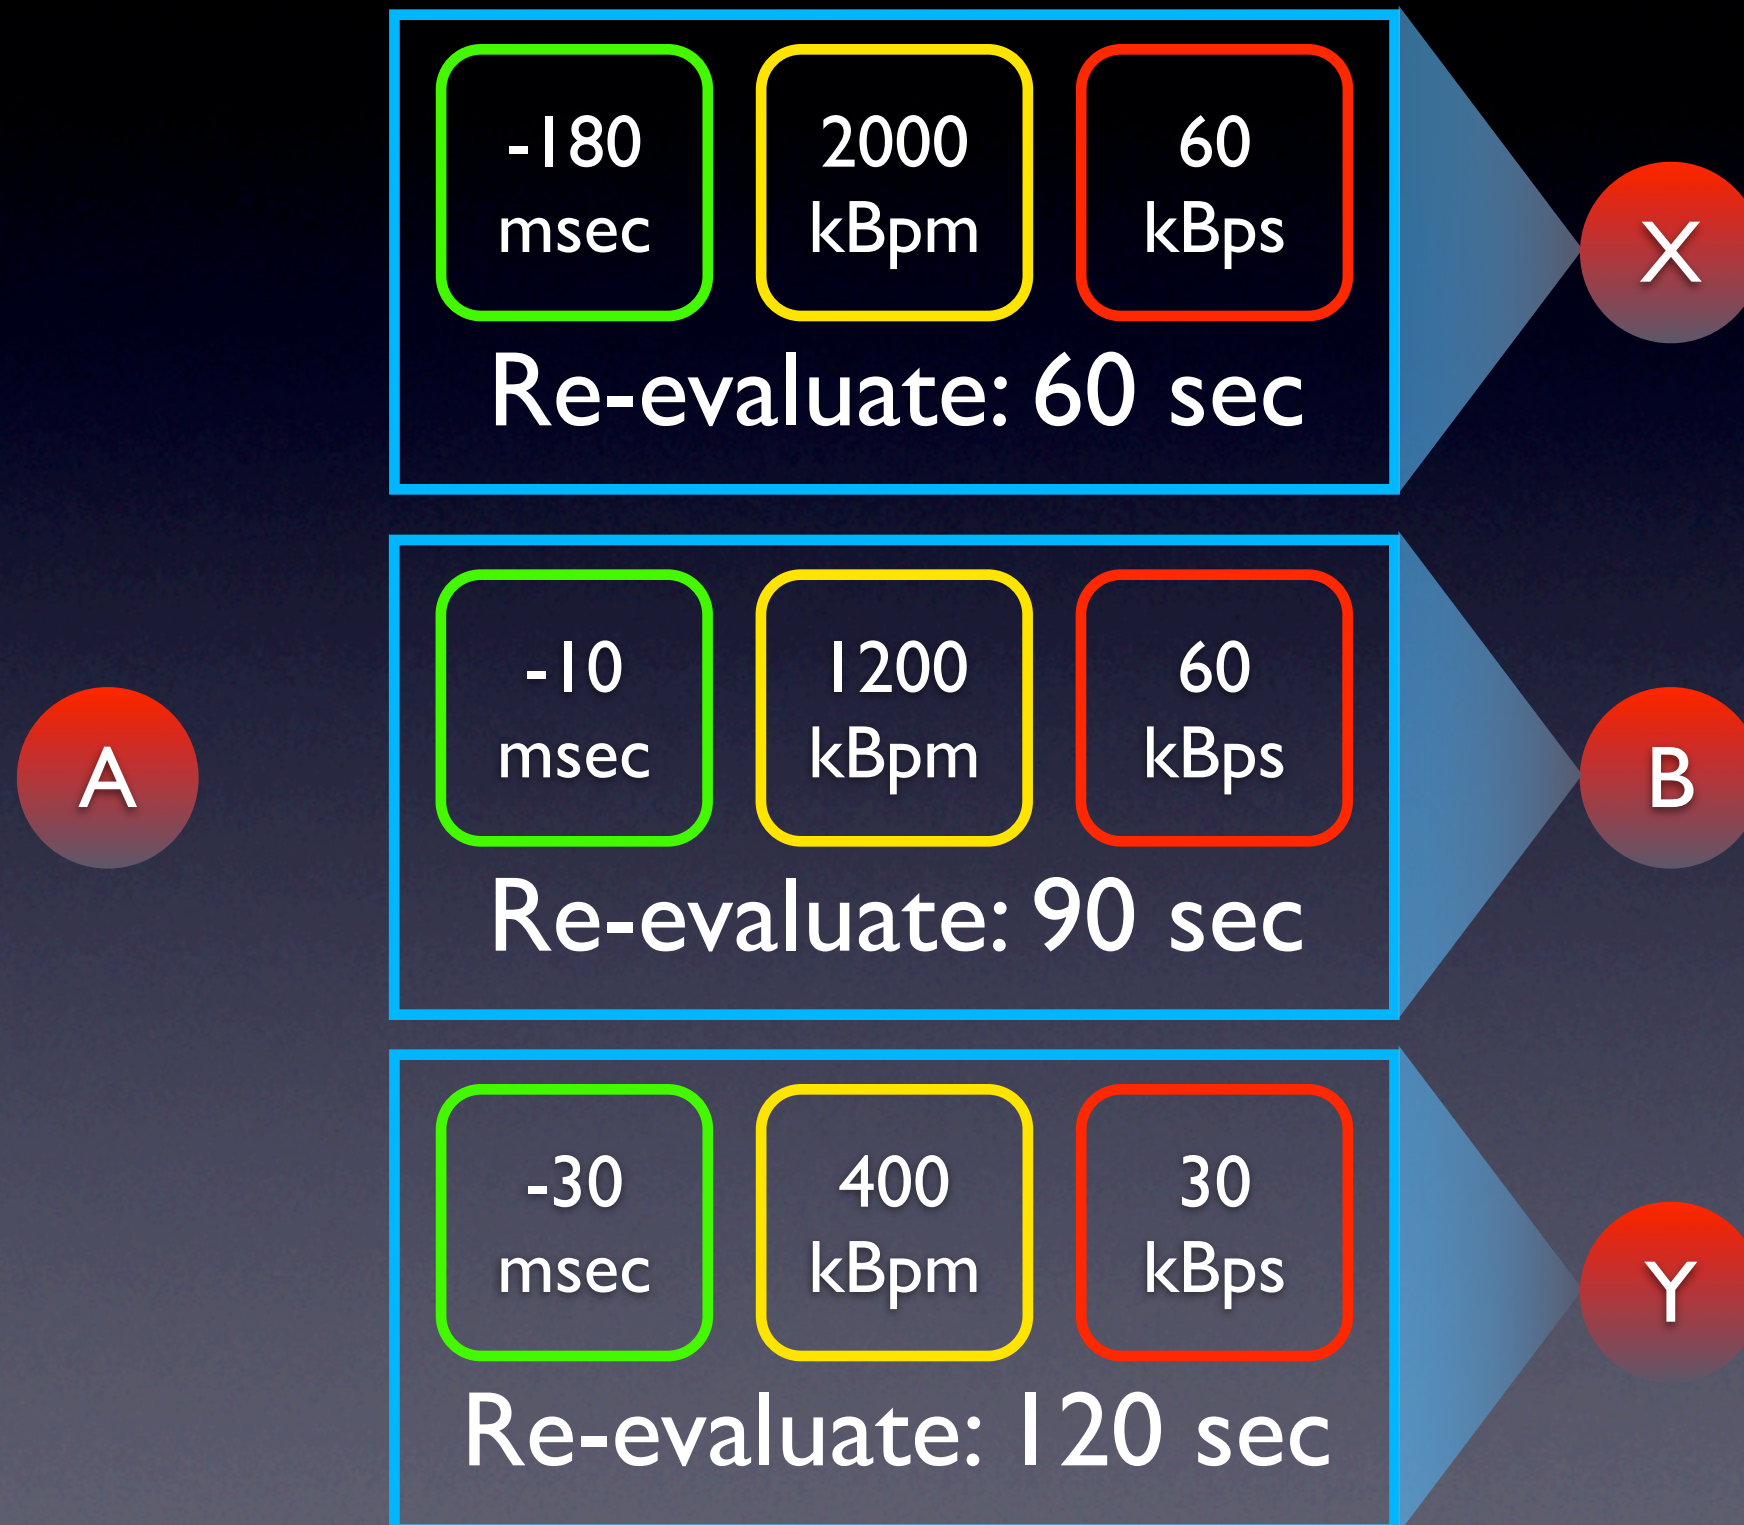 -180
msec
2000
kBpm
60
kBps
Re-evaluate: 60 sec
X
A
-10
msec
1200
kBpm
60
kBps
Re-evaluate: 90 sec
B
-30
msec
400
kBpm
30
kBps
Re-evaluate: 120 sec
Y